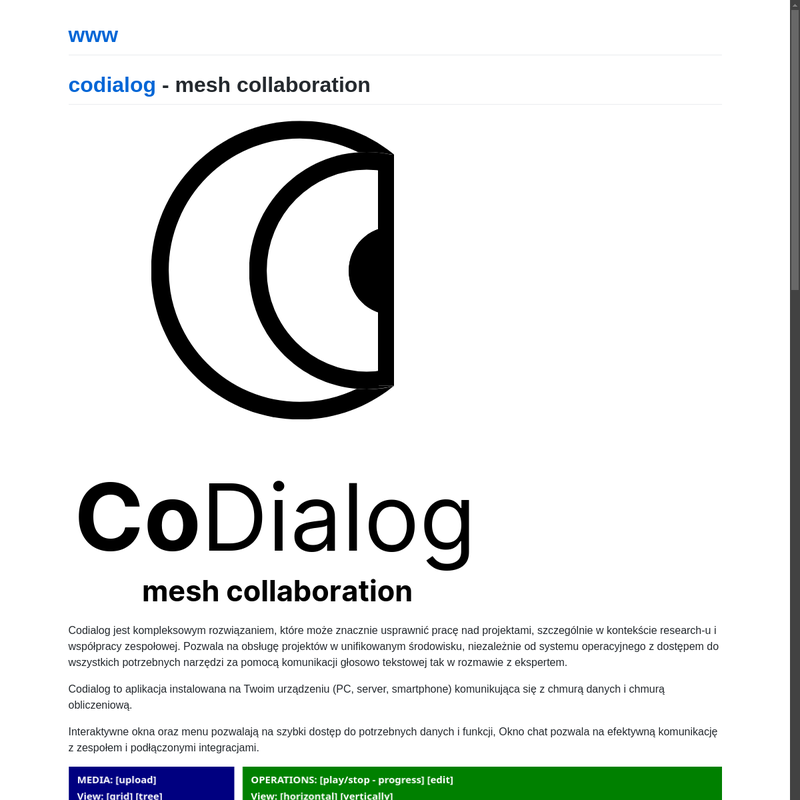 www
codialog - mesh collaboration
CoDialog
mesh collaboration
Codialog jest kompleksowym rozwiązaniem, które może znacznie usprawnić pracę nad projektami, szczególnie w kontekście research-u i
współpracy zespołowej. Pozwala na obsługę projektów w unifikowanym środowisku, niezależnie od systemu operacyjnego z dostępem do
wszystkich potrzebnych narzędzi za pomocą komunikacji głosowo tekstowej tak w rozmawie z ekspertem.
Codialog to aplikacja instalowana na Twoim urządzeniu (PC, server, smartphone) komunikująca się z chmurą danych i chmurą
obliczeniową.
Interaktywne okna oraz menu pozwalają na szybki dostęp do potrzebnych danych i funkcji, Okno chat pozwala na efektywną komunikację
z zespołem i podłączonymi integracjami.
MEDIA: [upload]
View: [grid] [tree]
OPERATIONS: [play/stop - progress] [edit]
View: [horizontal] [vertically]